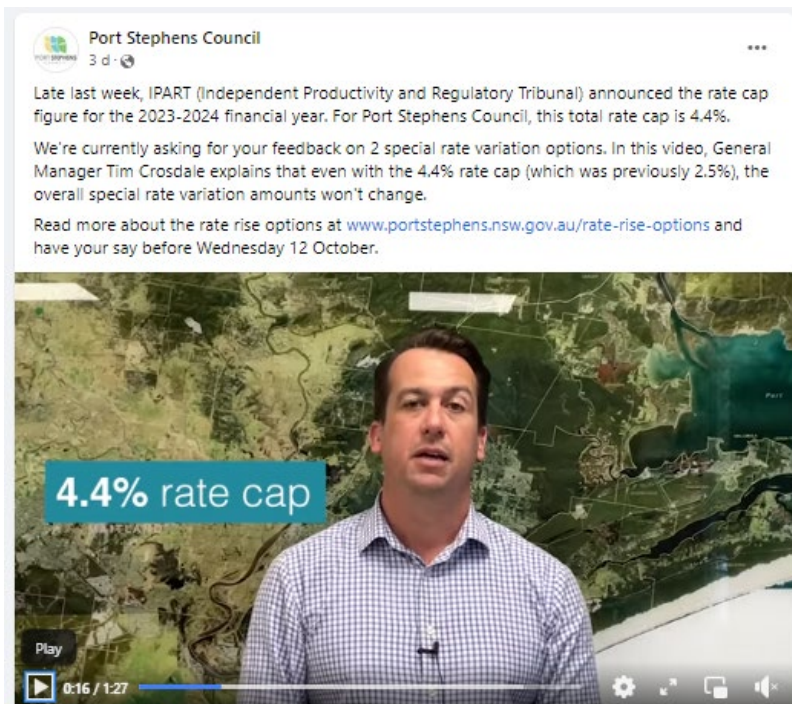 Port Stephens Council
3 d ·
PORT STEPHENS
Late last week, IPART (Independent Productivity and Regulatory Tribunal) announced the rate cap
figure for the 2023-2024 financial year. For Port Stephens Council, this total rate cap is 4.4%.
We're currently asking for your feedback on 2 special rate variation options. In this video, General
Manager Tim Crosdale explains that even with the 4.4% rate cap (which was previously 2.5%), the
overall special rate variation amounts won't change.
Read more about the rate rise options at www.portstephens.nsw.gov.au/rate-rise-options and
have your say before Wednesday 12 October.
Port
4.4% rate cap
Play
0:16 / 1:27